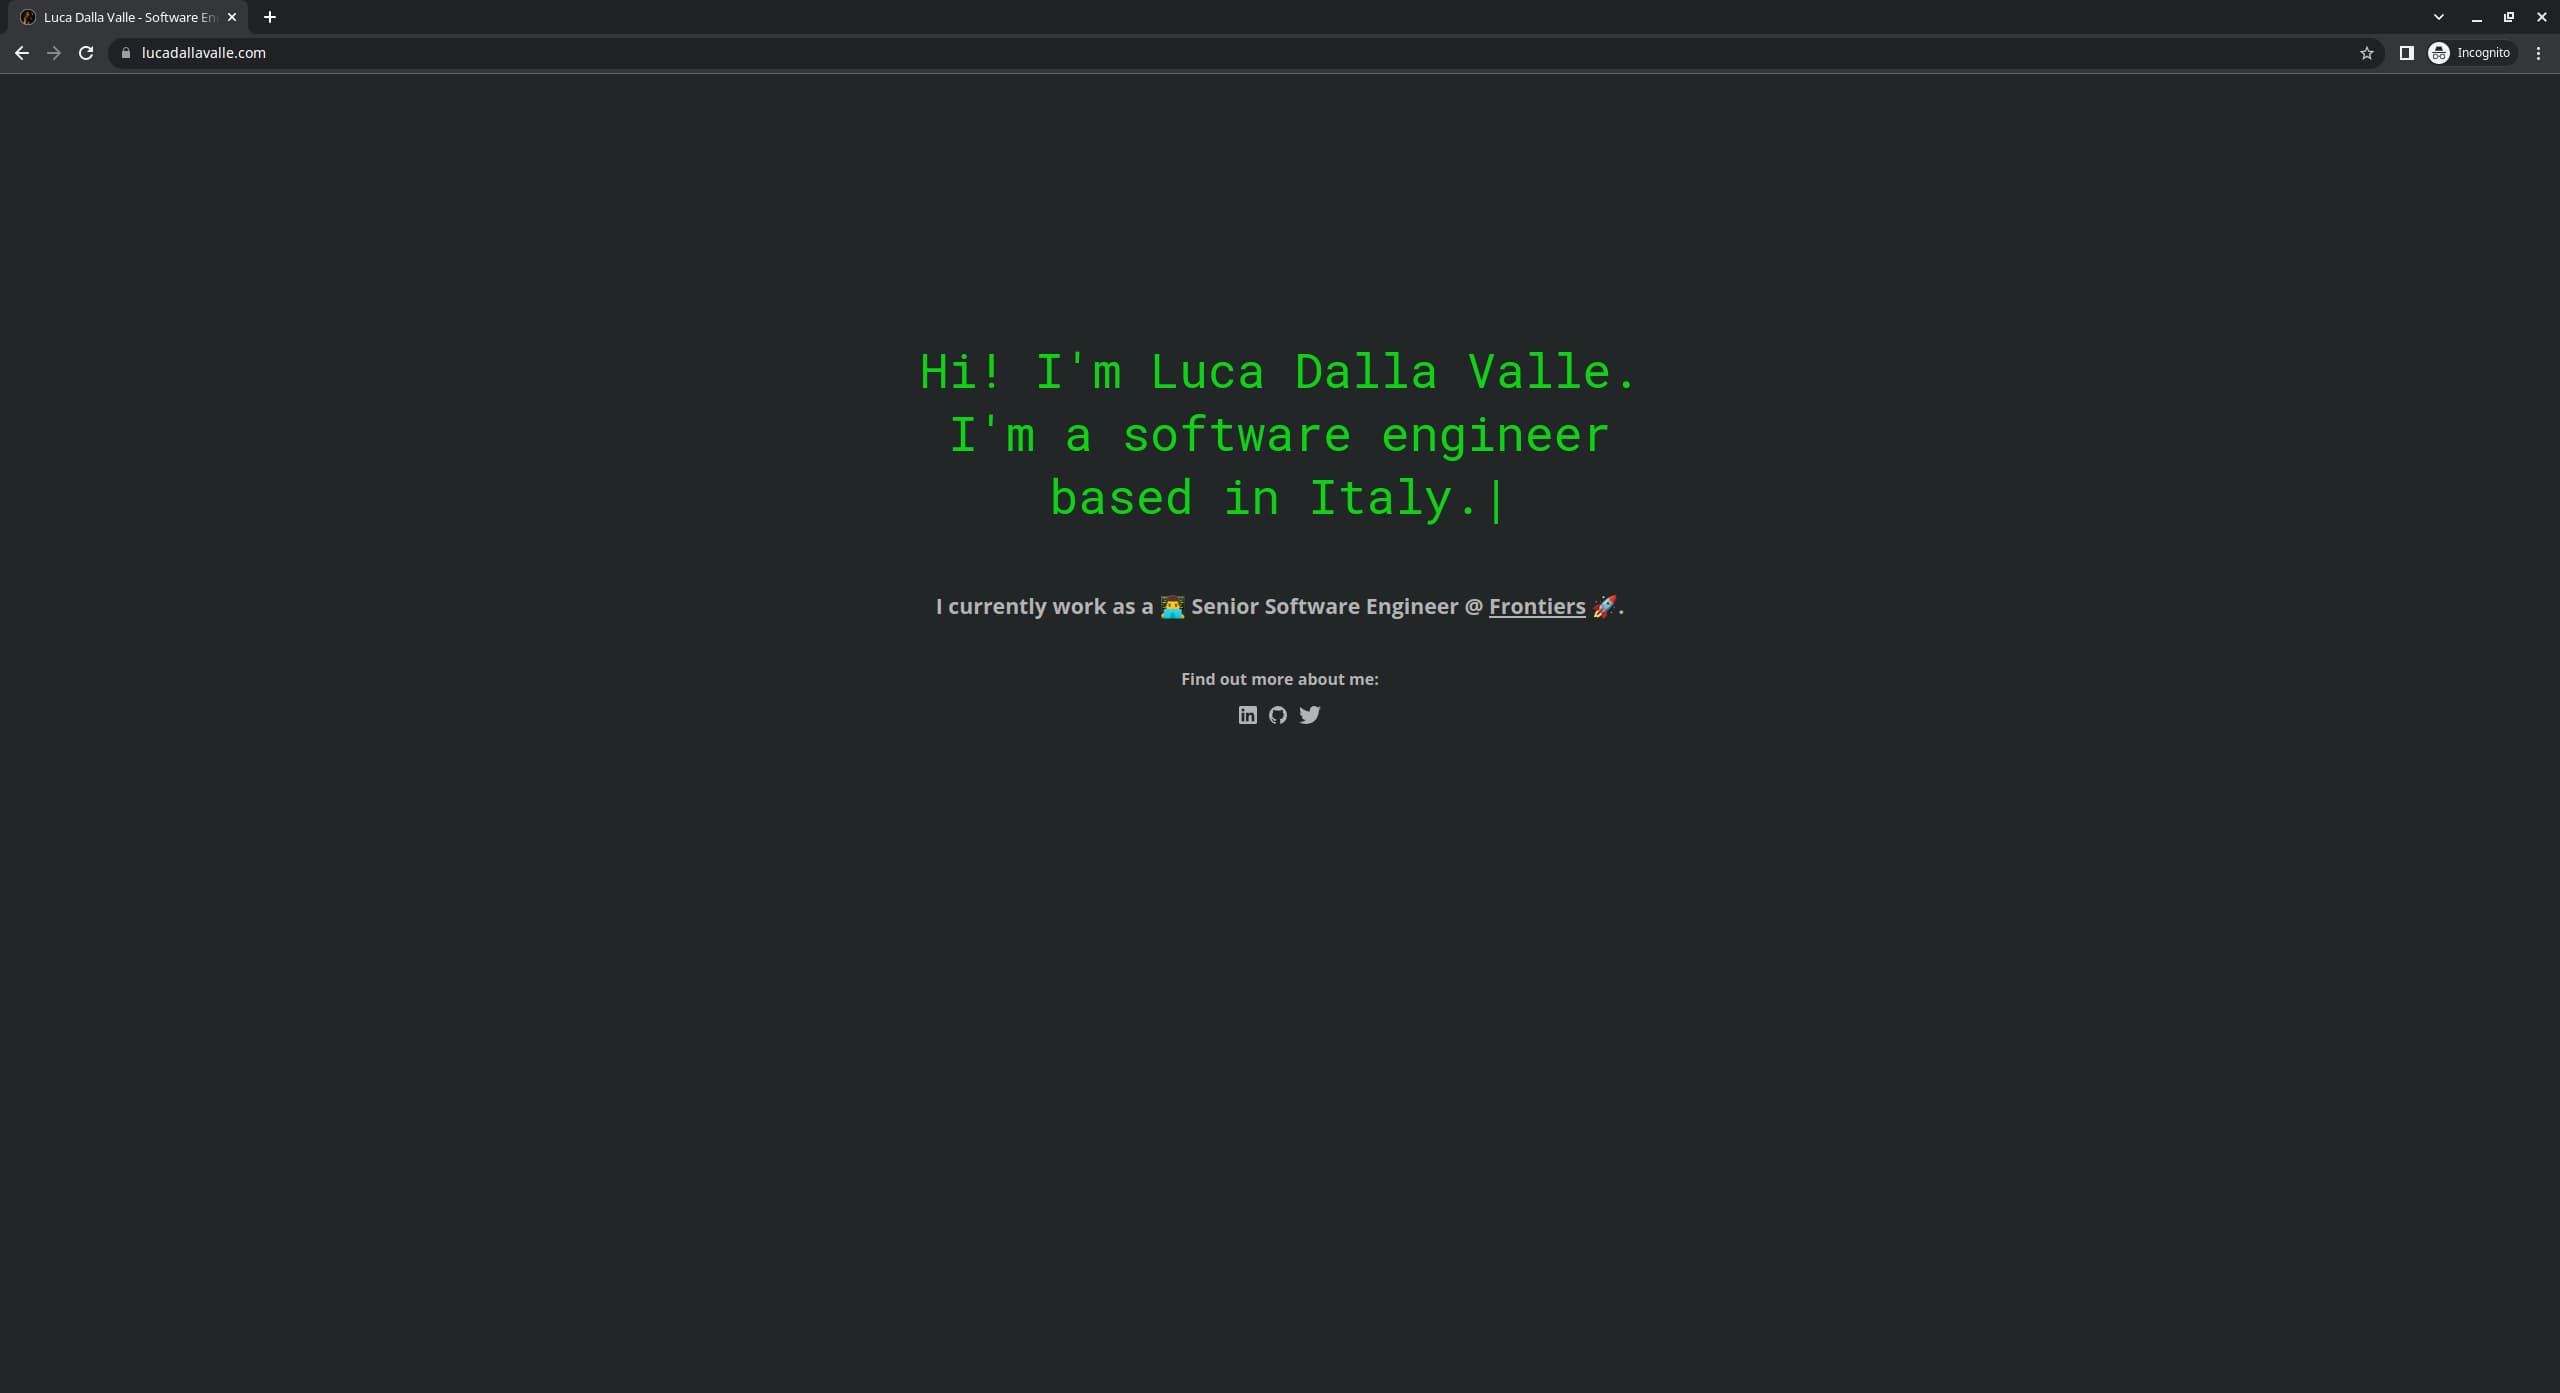 Luca Dalla Valle - Software En
lucadallavalle.com
Incognito
Hi! I'm Luca Dalla Valle.
I'm a software engineer
based in Italy.|
I currently work as a 👨‍💻 Senior Software Engineer @ Frontiers 🚀.
Find out more about me:
in